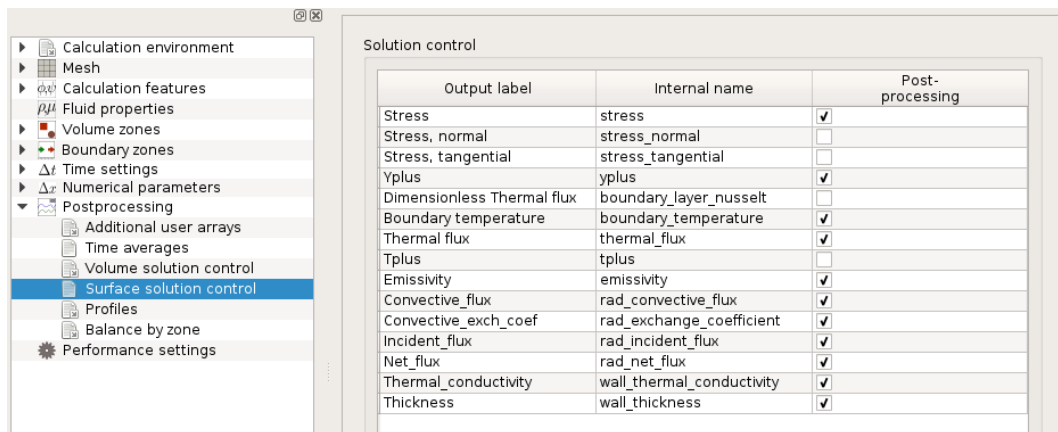 Calculation environment
Mesh
φ,ψ Calculation features
ρ,μ Fluid properties
Volume zones
Boundary zones
Δt Time settings
Δx Numerical parameters
Postprocessing
Additional user arrays
Time averages
Volume solution control
Surface solution control
Profiles
Balance by zone
Performance settings
Solution control
Output label Internal name Post-
processing
Stress stress
Stress, normal stress_normal
Stress, tangential stress_tangential
Yplus yplus
Dimensionless Thermal flux boundary_layer_nusselt
Boundary temperature boundary_temperature
Thermal flux thermal_flux
Tplus tplus
Emissivity emissivity
Convective_flux rad_convective_flux
Convective_exch_coef rad_exchange_coefficient
Incident_flux rad_incident_flux
Net_flux rad_net_flux
Thermal_conductivity wall_thermal_conductivity
Thickness wall_thickness